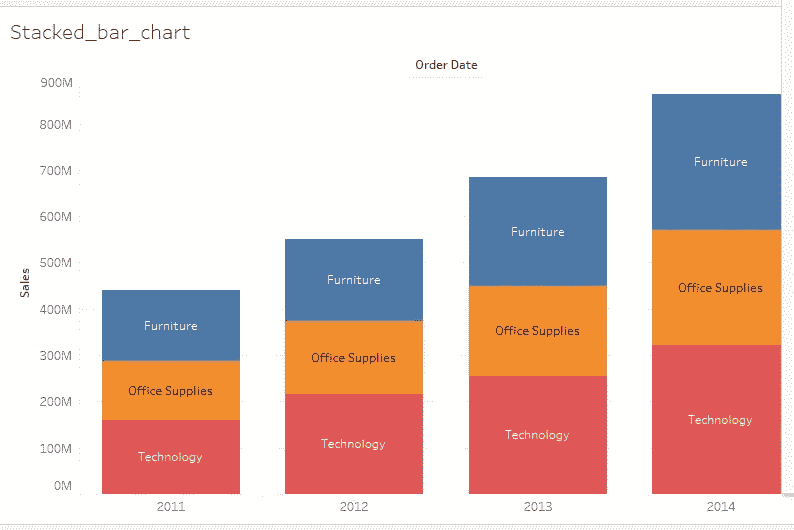 Stacked_bar_chart
Order Date
900M
800M
700M
600M
500M
400M
300M
200M
100M
0M
Sales
Furniture
Office Supplies
Technology
Furniture
Office Supplies
Technology
Furniture
Office Supplies
Technology
Furniture
Office Supplies
Technology
2011 2012 2013 2014